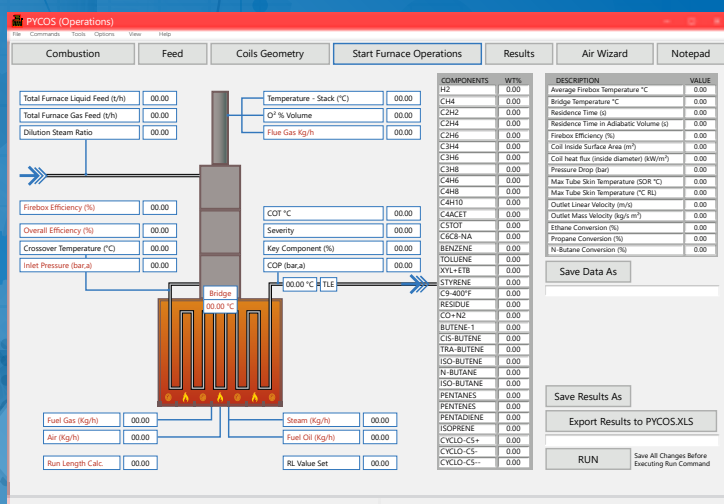 PYCOS (Operations)
File Commands Tools Options View Help
Combustion Feed Coils Geometry Start Furnace Operations Results Air Wizard Notepad
Total Furnace Liquid Feed (t/h) 00.00
Total Furnace Gas Feed (t/h) 00.00
Dilution Steam Ratio 00.00
Temperature - Stack (°C) 00.00
O² % Volume 00.00
Flue Gas Kg/h 00.00
Firebox Efficiency (%) 00.00
Overall Efficiency (%) 00.00
Crossover Temperature (°C) 00.00
Inlet Pressure (bar,a) 00.00
COT °C 00.00
Severity 00.00
Key Component (%) 00.00
COP (bar,a) 00.00
00.00 °C TLE
Bridge
00.00 °C
Fuel Gas (Kg/h) 00.00
Air (Kg/h) 00.00
Run Length Calc. 00.00
Steam (Kg/h) 00.00
Fuel Oil (Kg/h) 00.00
RL Value Set 00.00
COMPONENTS WT%
H2 0.00
CH4 0.00
C2H2 0.00
C2H4 0.00
C2H6 0.00
C3H4 0.00
C3H6 0.00
C3H8 0.00
C4H6 0.00
C4H8 0.00
C4H10 0.00
C4ACET 0.00
C5TOT 0.00
C6C8-NA 0.00
BENZENE 0.00
TOLUENE 0.00
XYL+ETB 0.00
STYRENE 0.00
C9-400°F 0.00
RESIDUE 0.00
CO+N2 0.00
BUTENE-1 0.00
CIS-BUTENE 0.00
TRA-BUTENE 0.00
ISO-BUTENE 0.00
N-BUTANE 0.00
ISO-BUTANE 0.00
PENTANES 0.00
PENTENES 0.00
PENTADIENE 0.00
ISOPRENE 0.00
CYCLO-C5+ 0.00
CYCLO-C5- 0.00
CYCLO-C5-- 0.00
DESCRIPTION VALUE
Average Firebox Temperature °C 0.00
Bridge Temperature °C 0.00
Residence Time (s) 0.00
Residence Time in Adiabatic Volume (s) 0.00
Firebox Efficiency (%) 0.00
Coil Inside Surface Area (m²) 0.00
Coil heat flux (inside diameter) (kW/m²) 0.00
Pressure Drop (bar) 0.00
Max Tube Skin Temperature (SOR °C) 0.00
Max Tube Skin Temperature (°C RL) 0.00
Outlet Linear Velocity (m/s) 0.00
Outlet Mass Velocity (kg/s m²) 0.00
Ethane Conversion (%) 0.00
Propane Conversion (%) 0.00
N-Butane Conversion (%) 0.00
Save Data As
Save Results As
Export Results to PYCOS.XLS
RUN
Save All Changes Before
Executing Run Command